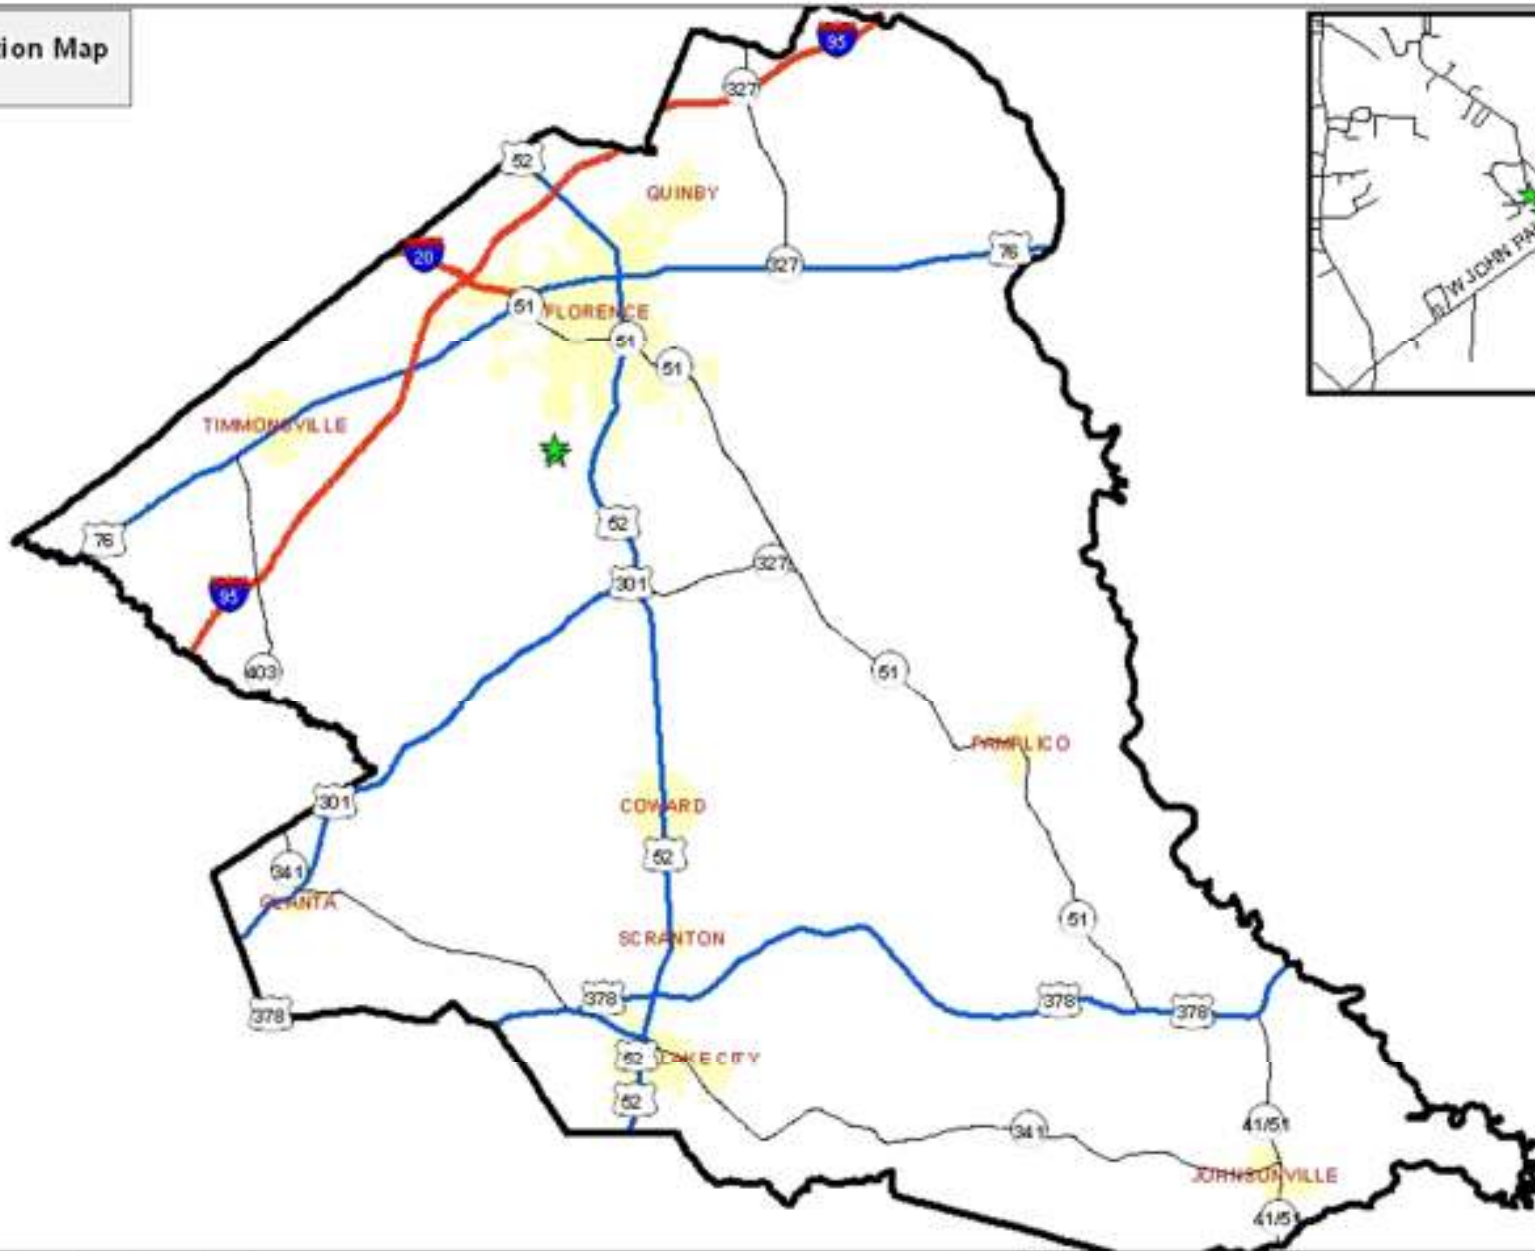 ion Map
95
327
52
QUINBY
20
76
327
51
FLORENCE
51
51
W JOHN PA
TIMMONSVILLE
52
76
327
301
95
403
51
PAMPLICO
301
COWARD
52
341
OLANTA
51
SCRANTON
378
378
378
378
52
LAKE CITY
52
341
41/51
JOHNSONVILLE
41/51